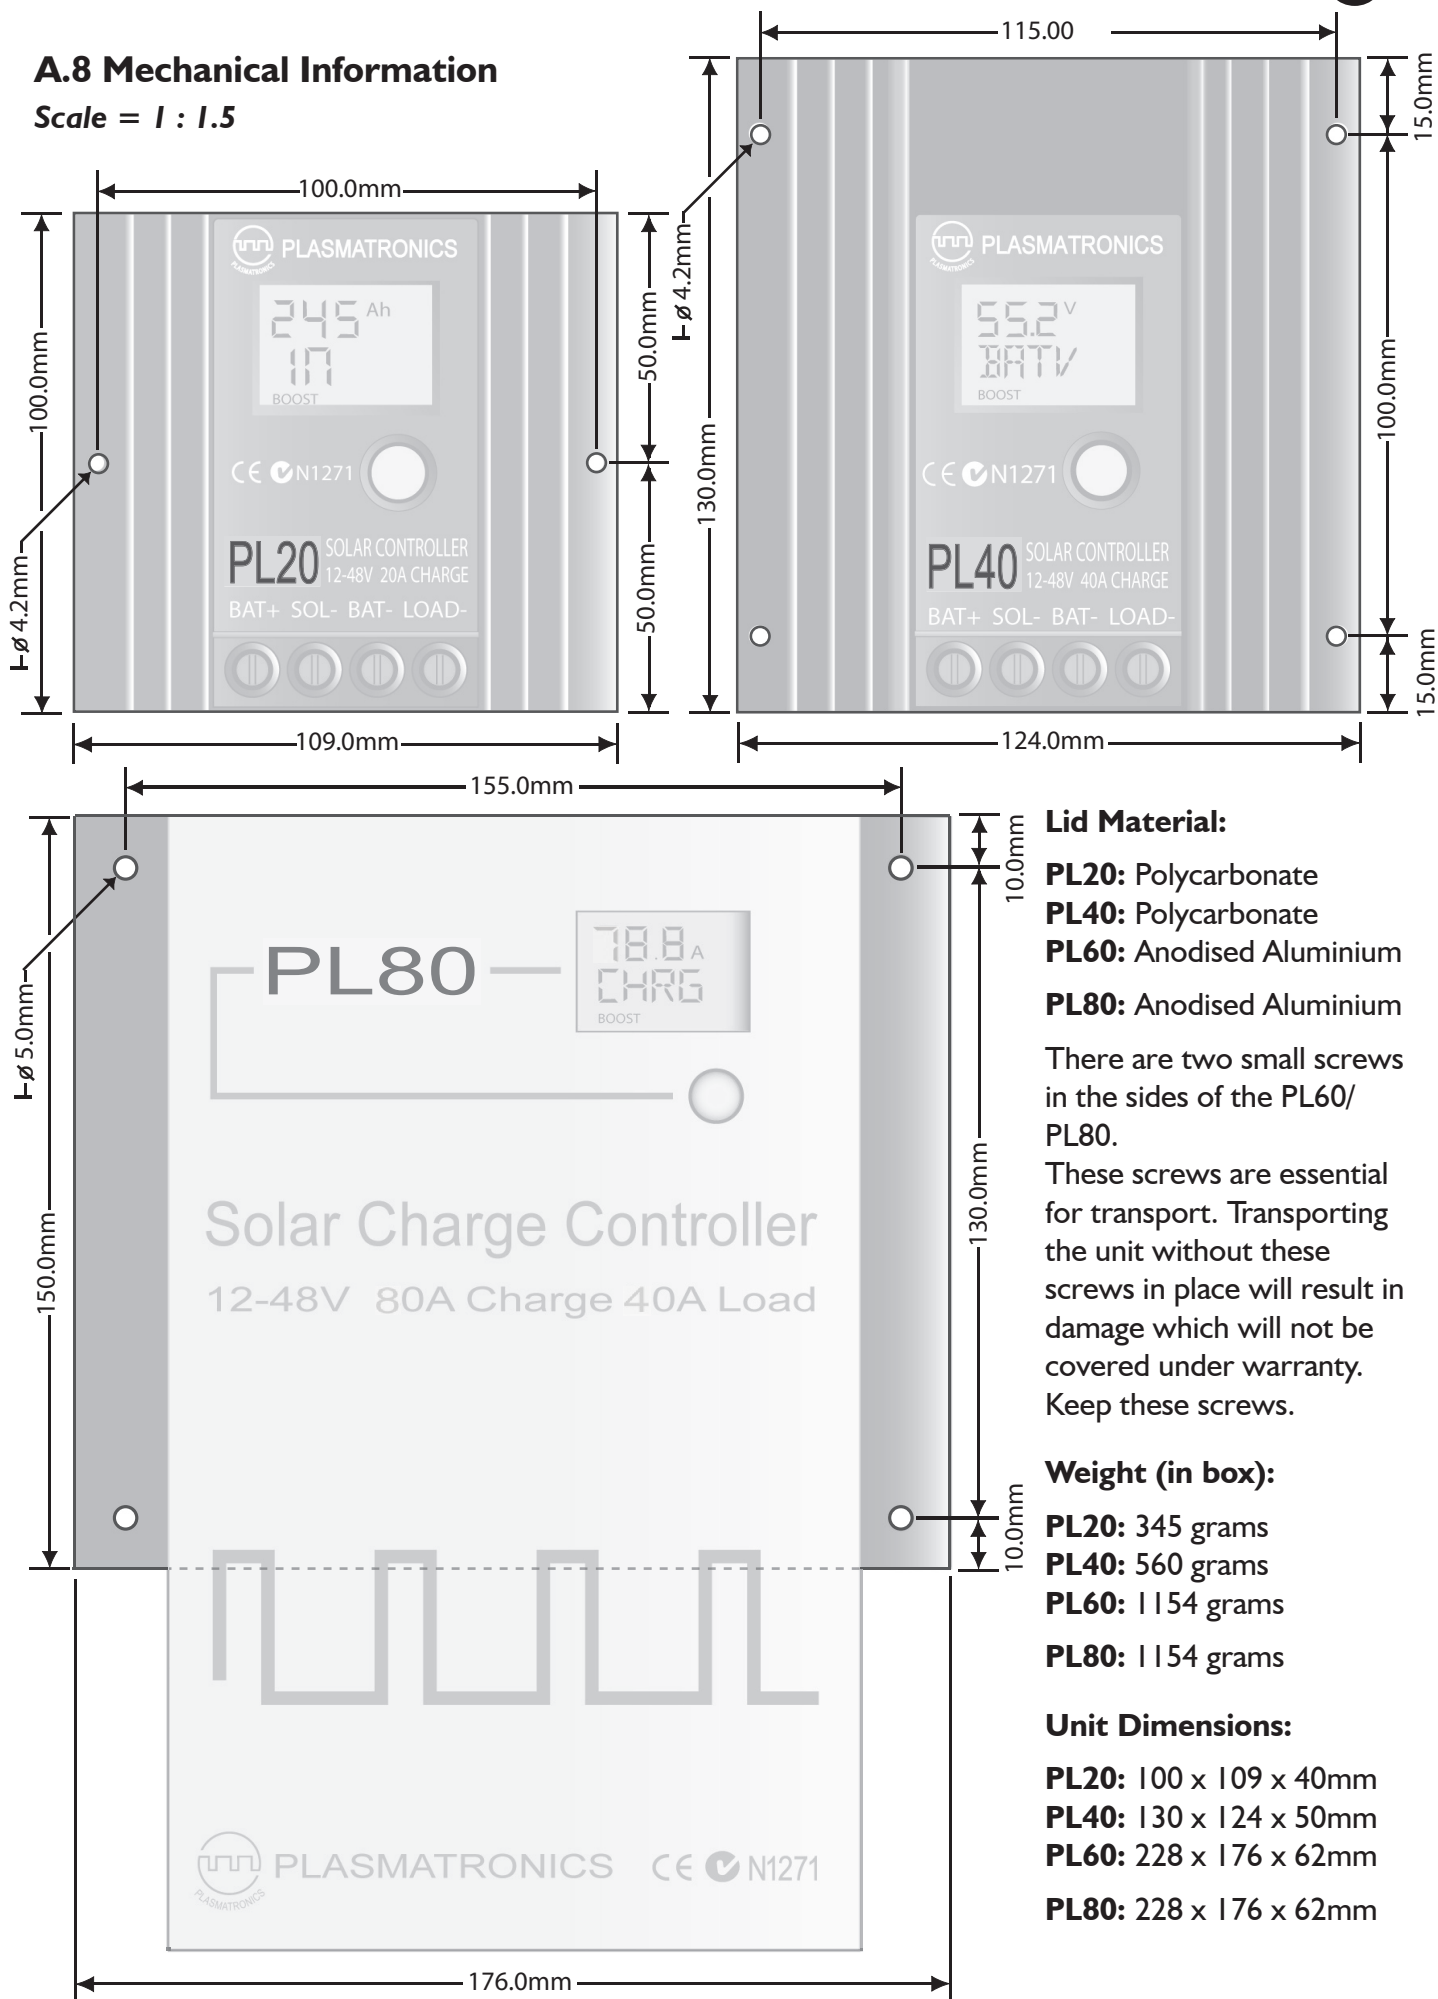 A.8 Mechanical Information
Scale = 1 : 1.5
100.0mm
100.0mm
ø 4.2mm
50.0mm
50.0mm
109.0mm
PLASMATRONICS
PLASMATRONICS
245 Ah
IN
BOOST
CE N1271
PL20 SOLAR CONTROLLER
12-48V 20A CHARGE
BAT+ SOL- BAT- LOAD-
115.00
15.0mm
ø 4.2mm
130.0mm
100.0mm
15.0mm
124.0mm
PLASMATRONICS
PLASMATRONICS
55.2 V
BATV
BOOST
CE N1271
PL40 SOLAR CONTROLLER
12-48V 40A CHARGE
BAT+ SOL- BAT- LOAD-
155.0mm
10.0mm
ø 5.0mm
150.0mm
130.0mm
10.0mm
176.0mm
PL80
78.8 A
CHRG
BOOST
Solar Charge Controller
12-48V 80A Charge 40A Load
PLASMATRONICS
PLASMATRONICS CE N1271
Lid Material:
PL20: Polycarbonate
PL40: Polycarbonate
PL60: Anodised Aluminium
PL80: Anodised Aluminium
There are two small screws
in the sides of the PL60/
PL80.
These screws are essential
for transport. Transporting
the unit without these
screws in place will result in
damage which will not be
covered under warranty.
Keep these screws.
Weight (in box):
PL20: 345 grams
PL40: 560 grams
PL60: 1154 grams
PL80: 1154 grams
Unit Dimensions:
PL20: 100 x 109 x 40mm
PL40: 130 x 124 x 50mm
PL60: 228 x 176 x 62mm
PL80: 228 x 176 x 62mm